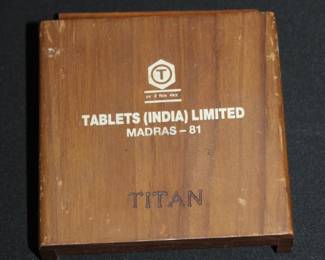 T
TABLETS (INDIA) LIMITED
MADRAS – 81
TITAN